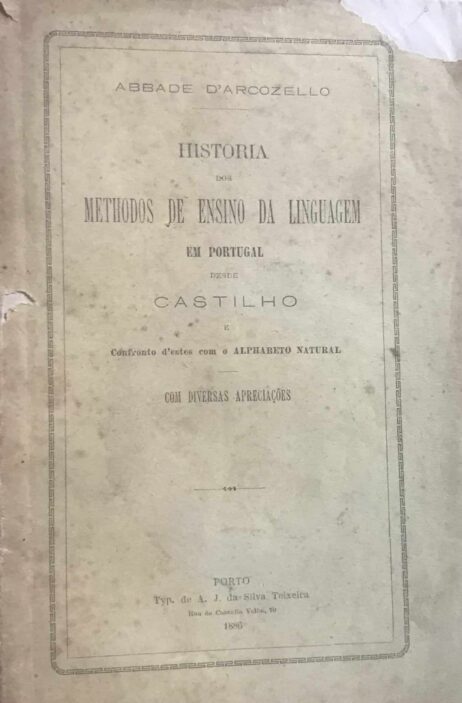 ABBADE D'ARCOZELLO
HISTORIA
DOS
METHODOS DE ENSINO DA LINGUAGEM
EM PORTUGAL
DESDE
CASTILHO
E
Confronto d'estes com o ALPHABETO NATURAL
COM DIVERSAS APRECIAÇÕES
PORTO
Typ. de A. J. da Silva Teixeira
Rua da Cancella Velha, 70
1886